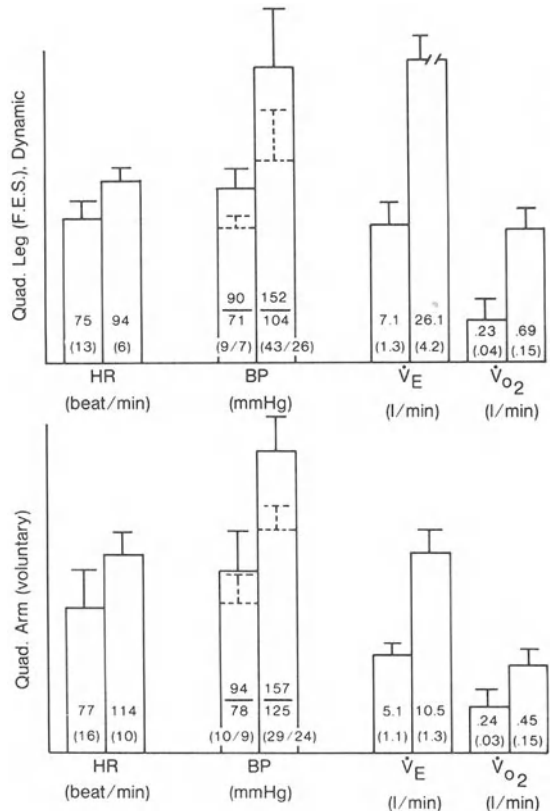 Quad. Leg (F.E.S.), Dynamic
75 94 90 152 7.1 26.1 .23 .69
71 104
(13) (6) (9/7) (43/26) (1.3) (4.2) (.04) (.15)
HR BP V̇E V̇O2
(beat/min) (mmHg) (l/min) (l/min)
Quad. Arm (voluntary)
77 114 94 157 5.1 10.5 .24 .45
78 125
(16) (10) (10/9) (29/24) (1.1) (1.3) (.03) (.15)
HR BP V̇E V̇O2
(beat/min) (mmHg) (l/min) (l/min)